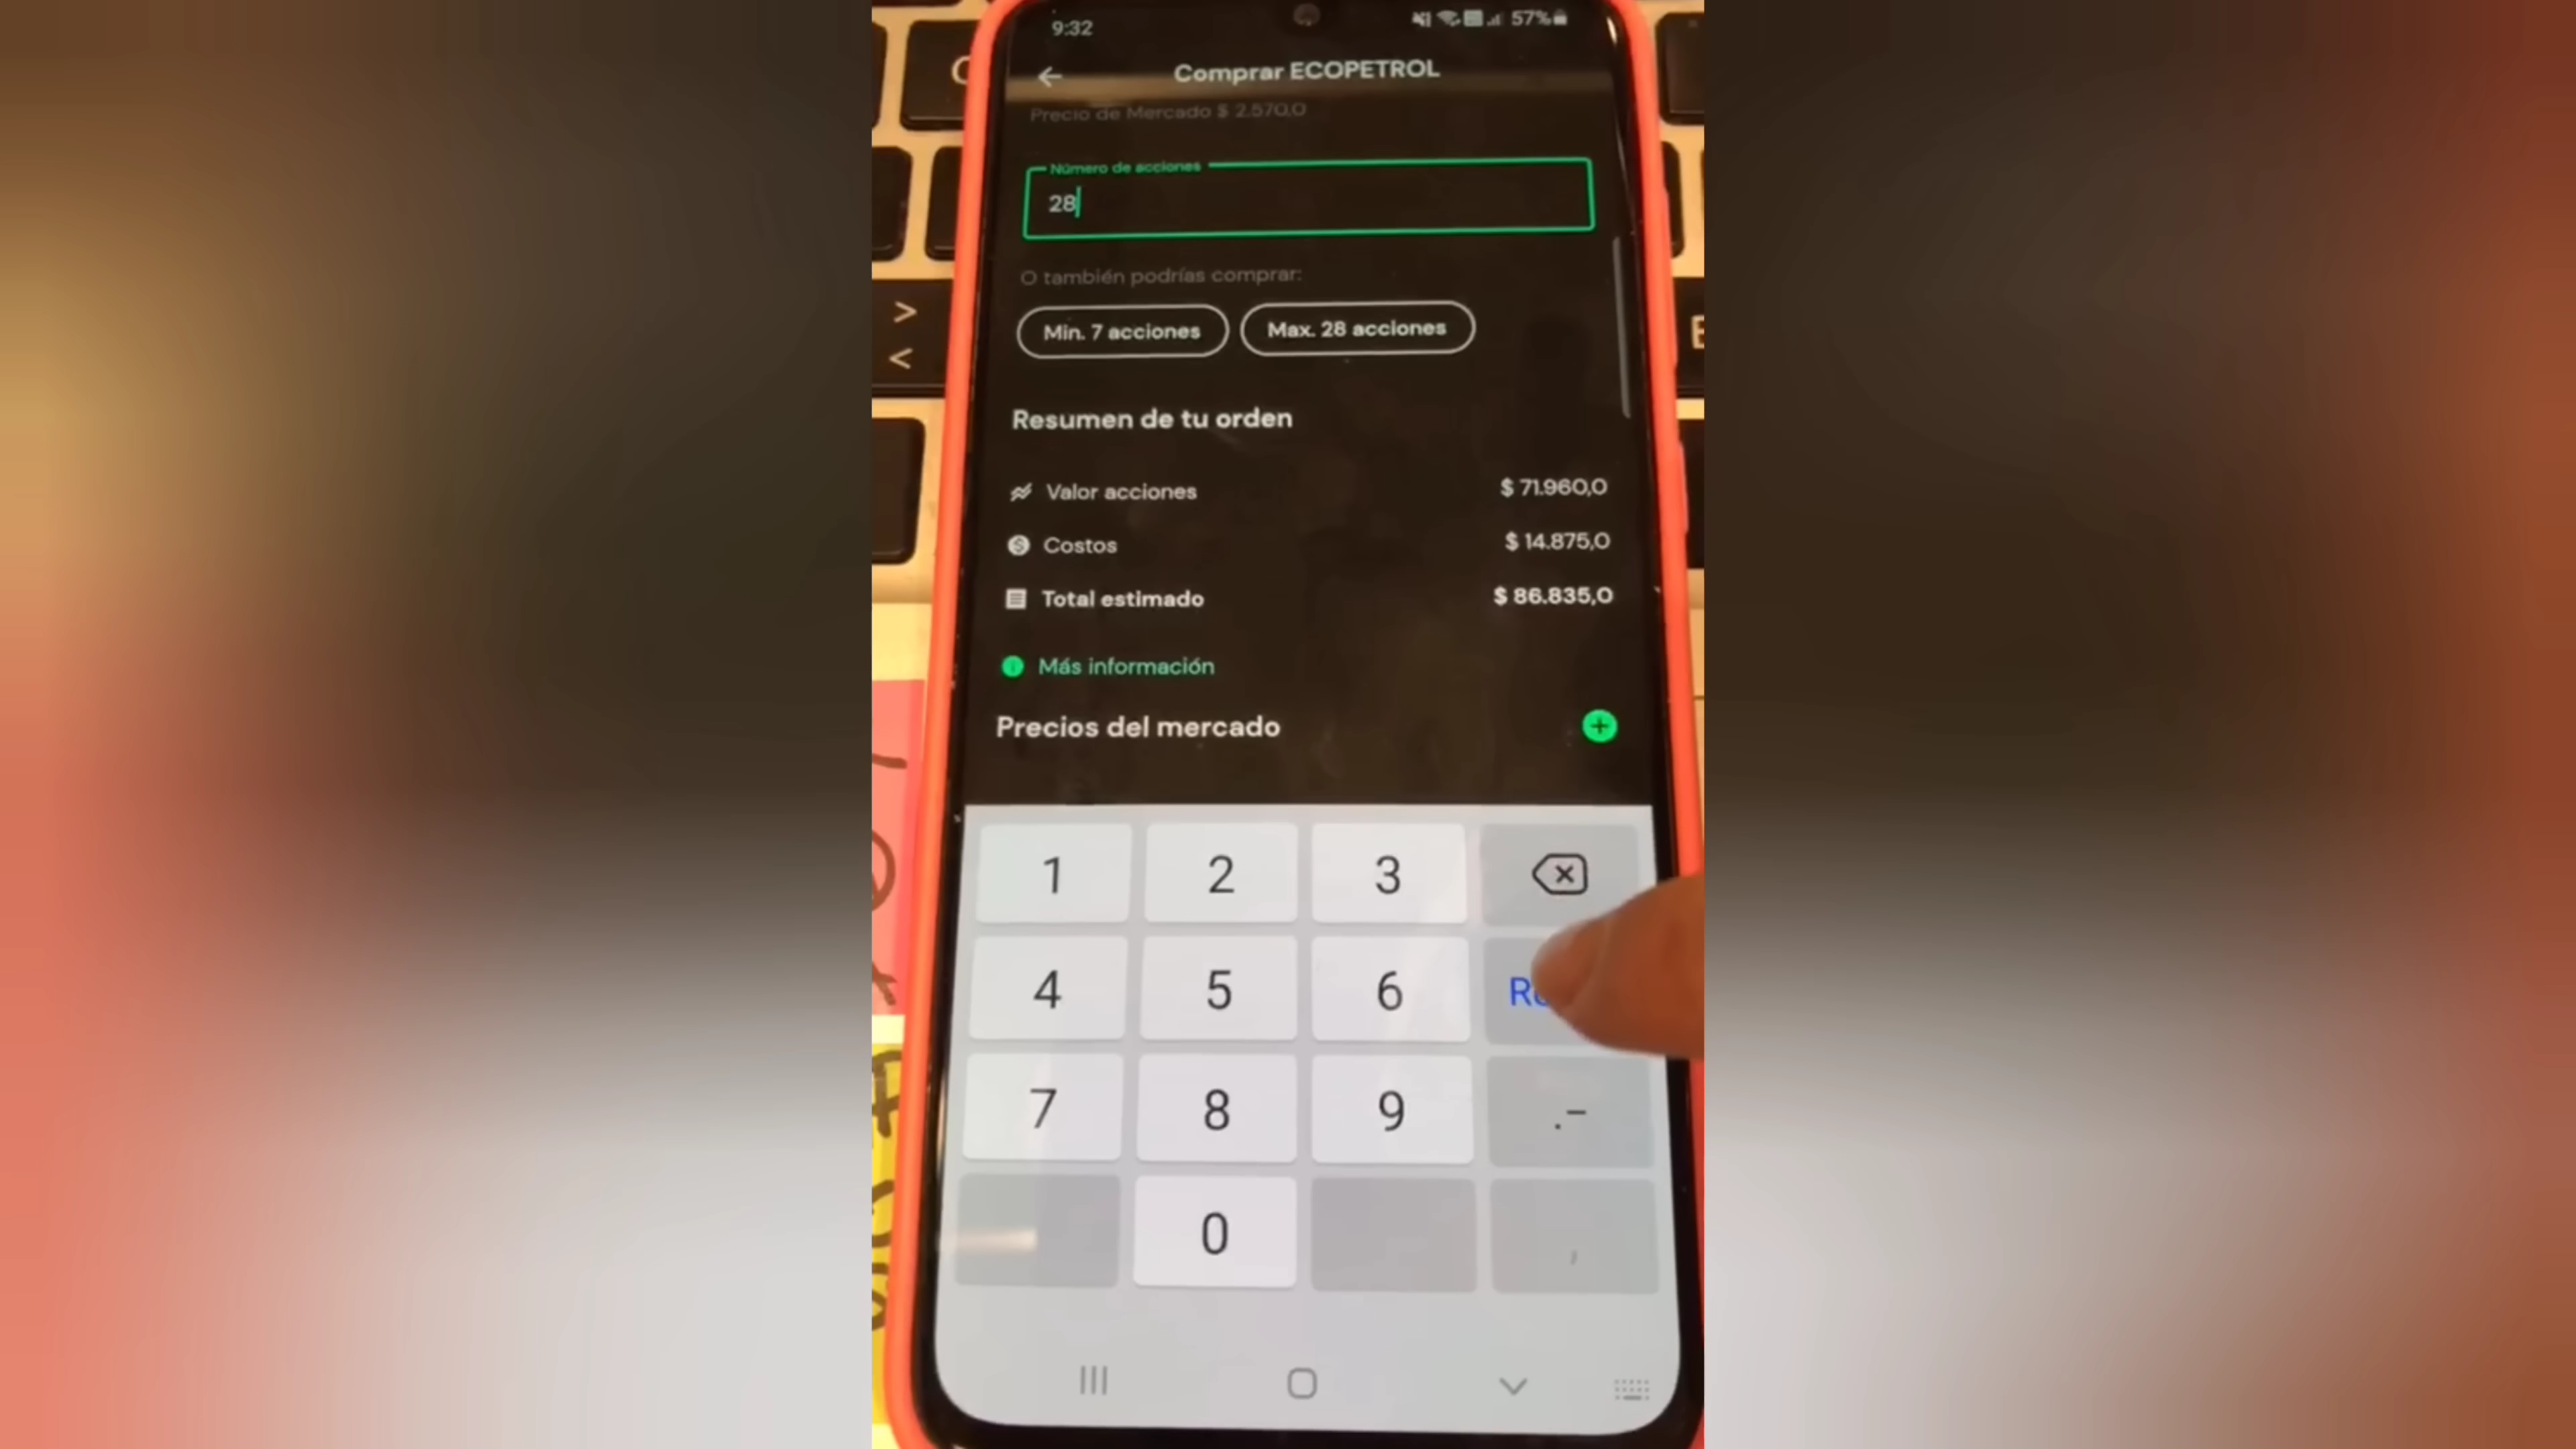 9:32
57%
Comprar ECOPETROL
Precio de Mercado $ 2.570,0
Número de acciones
28
O también podrías comprar:
Min. 7 acciones
Max. 28 acciones
Resumen de tu orden
Valor acciones $ 71.960,0
Costos $ 14.875,0
Total estimado $ 86.835,0
Más información
Precios del mercado
1 2 3
4 5 6
7 8 9 .-
0 ,
> 
<